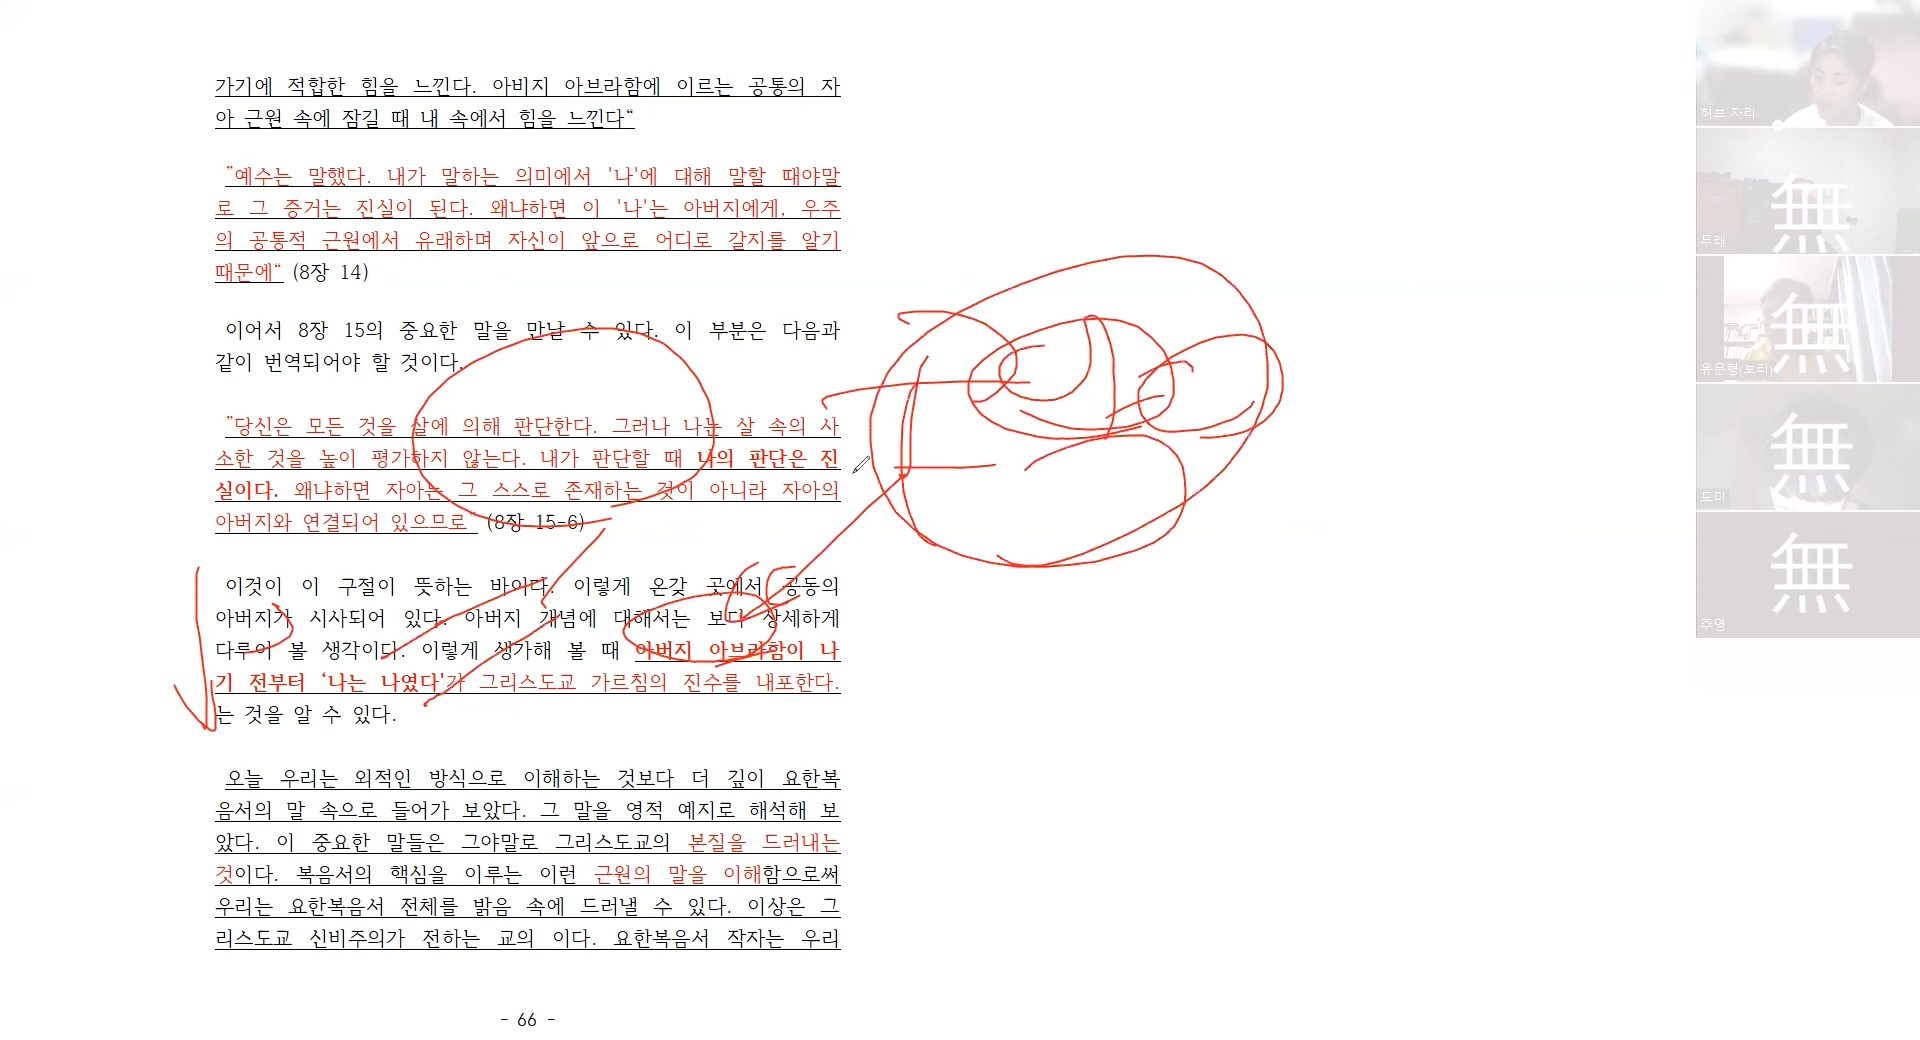 가기에 적합한 힘을 느낀다. 아비지 아브라함에 이르는 공통의 자
아 근원 속에 잠길 때 내 속에서 힘을 느낀다“
”예수는 말했다. 내가 말하는 의미에서 '나'에 대해 말할 때야말
로 그 증거는 진실이 된다. 왜냐하면 이 '나'는 아버지에게, 우주
의 공통적 근원에서 유래하며 자신이 앞으로 어디로 갈지를 알기
때문에“ (8장 14)
이어서 8장 15의 중요한 말을 만날 수 있다. 이 부분은 다음과
같이 번역되어야 할 것이다.
”당신은 모든 것을 살에 의해 판단한다. 그러나 나는 살 속의 사
소한 것을 높이 평가하지 않는다. 내가 판단할 때 나의 판단은 진
실이다. 왜냐하면 자아는 그 스스로 존재하는 것이 아니라 자아의
아버지와 연결되어 있으므로” (8장 15-6)
이것이 이 구절이 뜻하는 바이다. 이렇게 온갖 곳에서 공동의
아버지가 시사되어 있다. 아버지 개념에 대해서는 보다 상세하게
다루어 볼 생각이다. 이렇게 생가해 볼 때 아버지 아브라함이 나
기 전부터 ‘나는 나였다'가 그리스도교 가르침의 진수를 내포한다.
는 것을 알 수 있다.
오늘 우리는 외적인 방식으로 이해하는 것보다 더 깊이 요한복
음서의 말 속으로 들어가 보았다. 그 말을 영적 예지로 해석해 보
았다. 이 중요한 말들은 그야말로 그리스도교의 본질을 드러내는
것이다. 복음서의 핵심을 이루는 이런 근원의 말을 이해함으로써
우리는 요한복음서 전체를 밝음 속에 드러낼 수 있다. 이상은 그
리스도교 신비주의가 전하는 교의 이다. 요한복음서 작자는 우리
- 66 -
허브 자리
無
무래
無
유문형(보리)
無
도미
無
주영